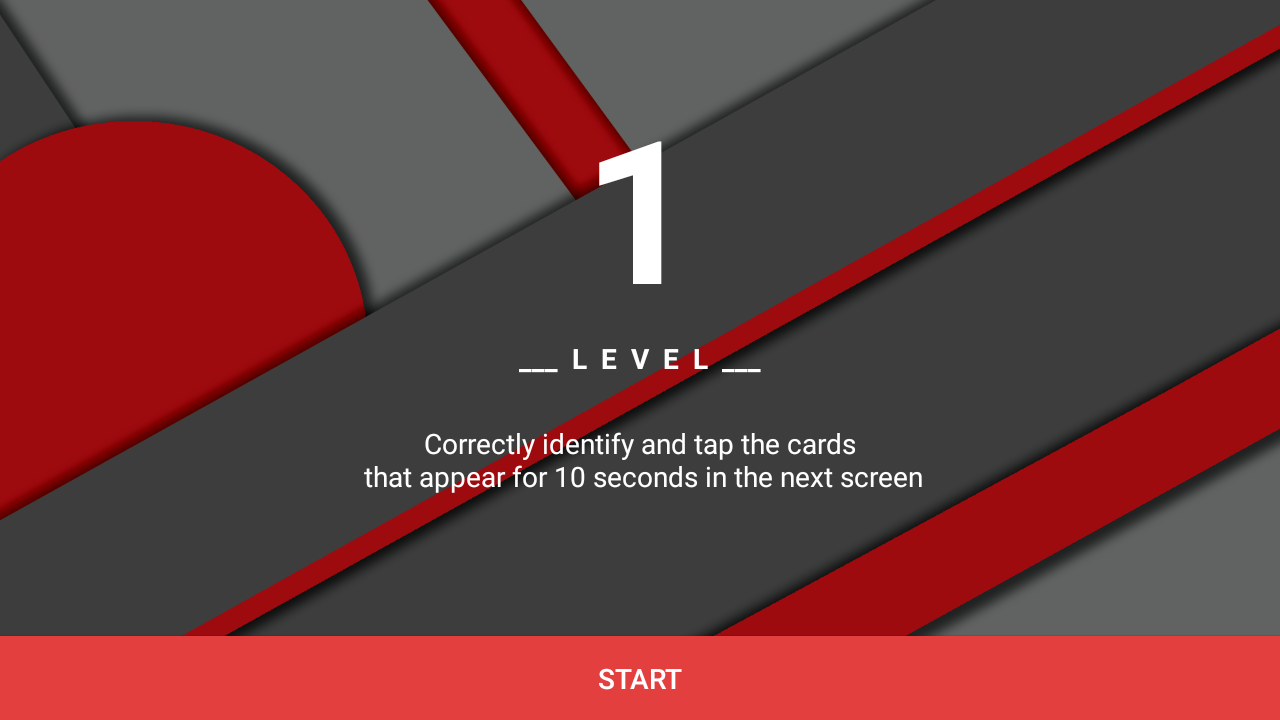 1
___ L E V E L ___
Correctly identify and tap the cards
that appear for 10 seconds in the next screen
START